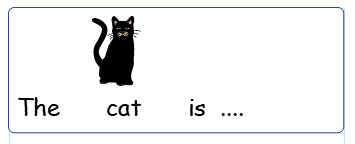 The cat is ....